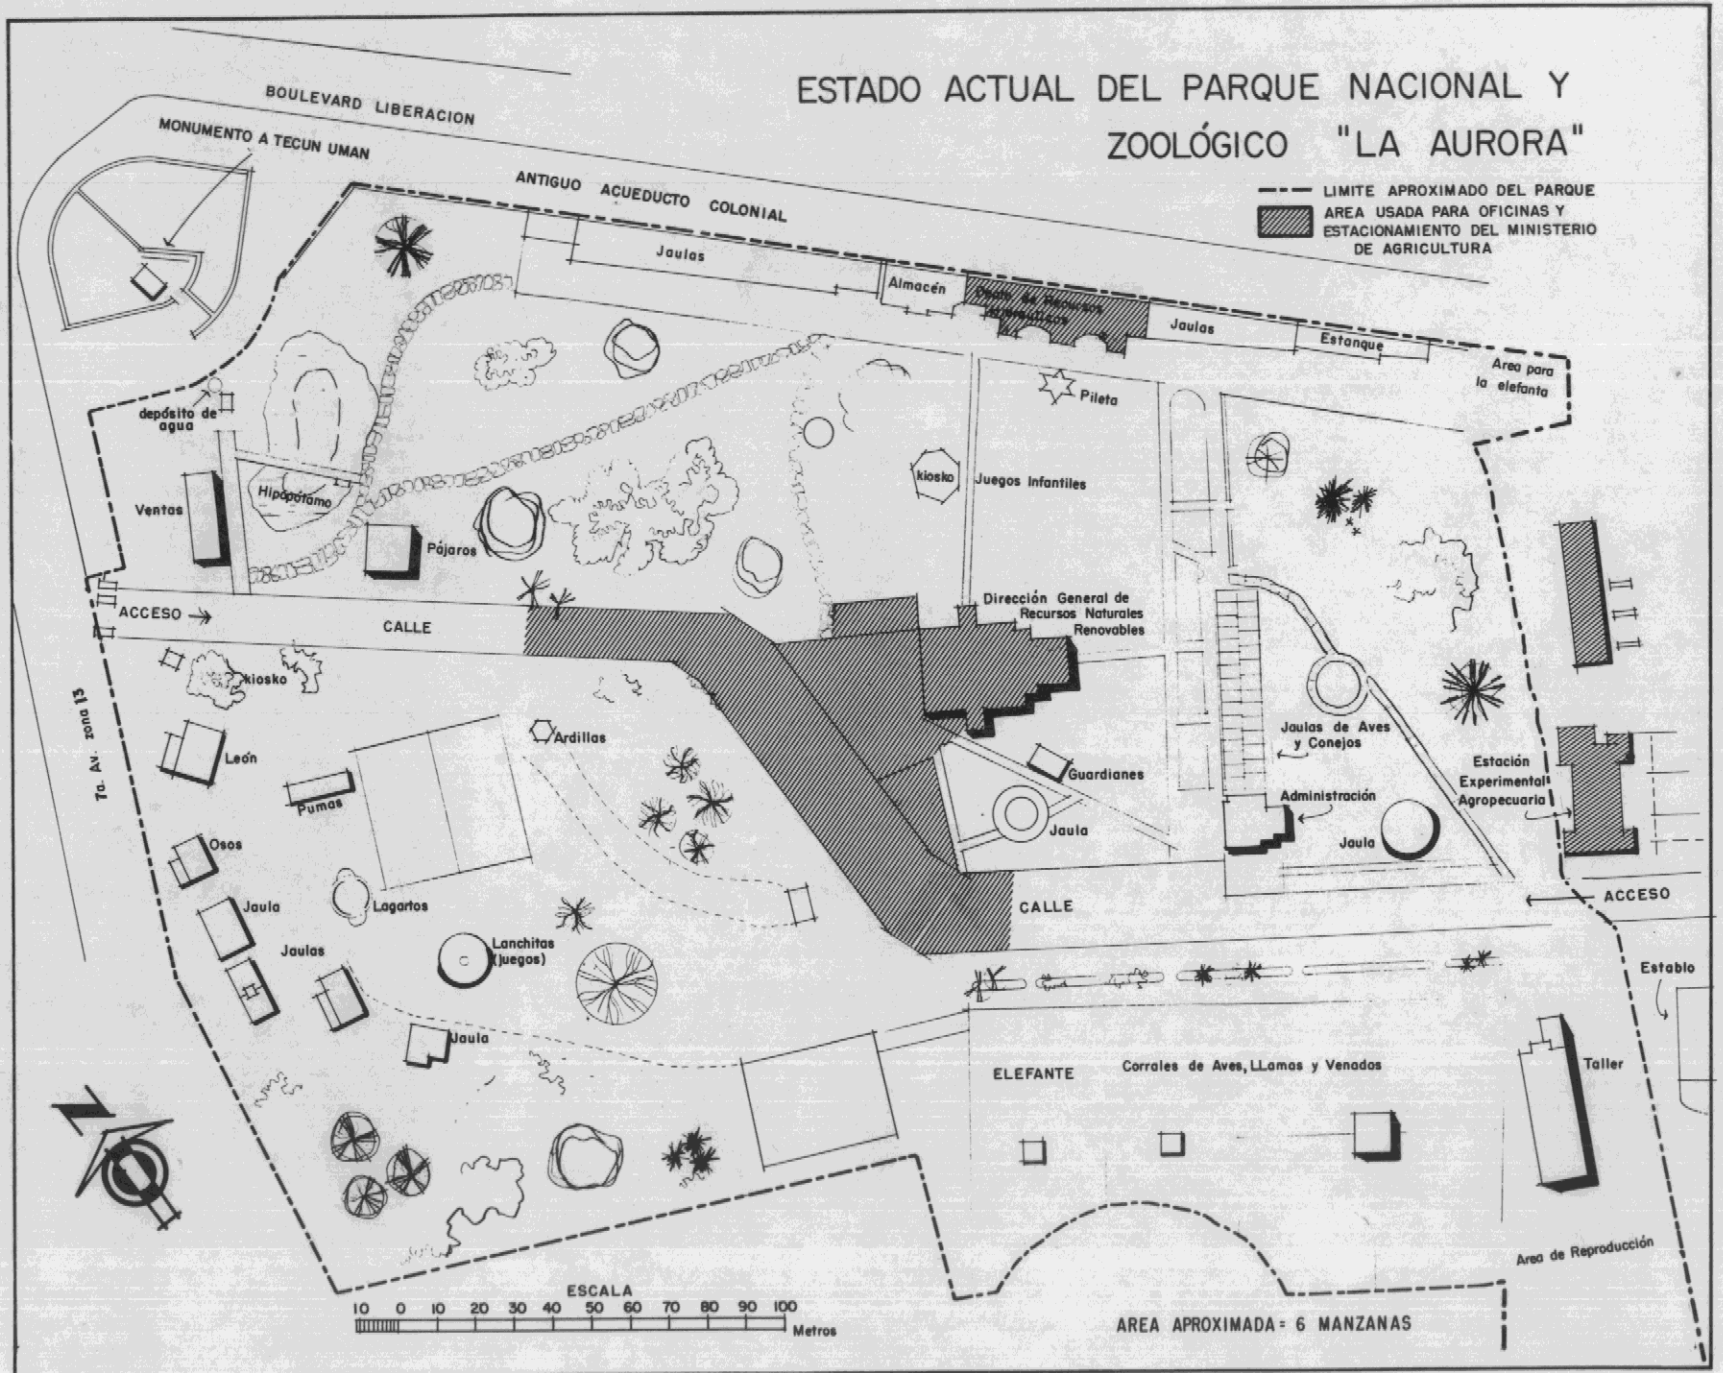 ESTADO ACTUAL DEL PARQUE NACIONAL Y
ZOOLÓGICO "LA AURORA"
LIMITE APROXIMADO DEL PARQUE
AREA USADA PARA OFICINAS Y
ESTACIONAMIENTO DEL MINISTERIO
DE AGRICULTURA
BOULEVARD LIBERACION
MONUMENTO A TECUN UMAN
ANTIGUO ACUEDUCTO COLONIAL
Jaulas
Almacén
Depto de Recursos
Hidráulicos
Jaulas
Estanque
Area para
la elefanta
Pileta
depósito de
agua
Ventas
Hipopótamo
Pájaros
kiosko
Juegos Infantiles
ACCESO
CALLE
Dirección General de
Recursos Naturales
Renovables
kiosko
7a. Av. zona 13
León
Ardillas
Pumas
Guardianes
Jaulas de Aves
y Conejos
Estación
Experimental
Agropecuaria
Administración
Jaula
Jaula
Osos
Jaula
Lagartos
CALLE
ACCESO
Jaulas
Lanchitas
(juegos)
Establo
Jaula
ELEFANTE
Corrales de Aves, LLamas y Venados
Taller
N
Area de Reproducción
ESCALA
10 0 10 20 30 40 50 60 70 80 90 100
Metros
AREA APROXIMADA = 6 MANZANAS